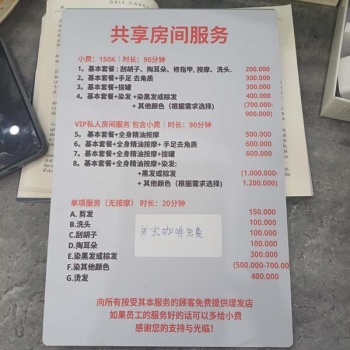 共享房间服务
小费：150K｜时长：90分钟
1、基本套餐：刮胡子、掏耳朵、修指甲,按摩、洗头. 200.000
2、基本套餐+手足 去角质 300.000
3、基本套餐+拔罐 300.000
4、基本套餐+染发 +染黑发或棕发 400.000
+ 其他颜色（根据需求选择） (700.000-
900.000)
VIP私人房间服务 包含小费｜时长：90分钟
5、基本套餐+全身精油按摩 500.000
6、基本套餐+全身精油按摩 + 手足去角质 600.000
7、基本套餐+全身精油按摩 +拔罐 600.000
8、基本套餐+全身精油按摩 +染发:
+黑发或棕发 (1.000.000-
+ 其他颜色（根据需求选择） 1.200.000)
单项服务（无按摩） 时长：20分钟
A. 剪发 150.000
B.洗头 100.000
C.刮胡子 100.000
D.掏耳朵 100.000
E.染黑发或棕发 300.000
F.染其他颜色 (500.000-700.00
G.烫发 400.000
咖啡免费
向所有按受其本服务的顾客免费提供理发店
如果员工的服务好的话可以多给小费
感谢您的支持与光临！